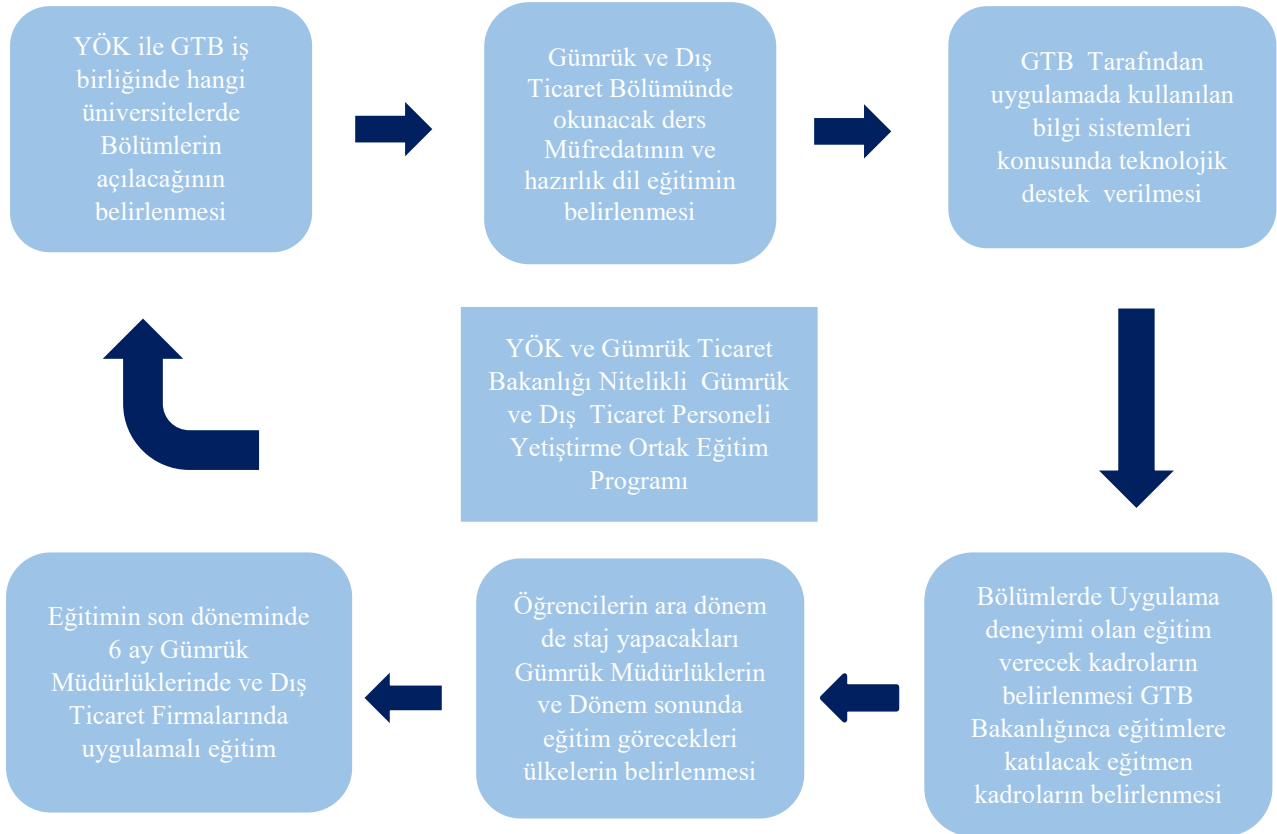 YÖK ile GTB iş
birliğinde hangi
üniversitelerde
Bölümlerin
açılacağının
belirlenmesi
Gümrük ve Dış
Ticaret Bölümünde
okunacak ders
Müfredatının ve
hazırlık dil eğitimin
belirlenmesi
GTB Tarafından
uygulamada kullanılan
bilgi sistemleri
konusunda teknolojik
destek verilmesi
YÖK ve Gümrük Ticaret
Bakanlığı Nitelikli Gümrük
ve Dış Ticaret Personeli
Yetiştirme Ortak Eğitim
Programı
Bölümlerde Uygulama
deneyimi olan eğitim
verecek kadroların
belirlenmesi GTB
Bakanlığınca eğitimlere
katılacak eğitmen
kadroların belirlenmesi
Öğrencilerin ara dönem
de staj yapacakları
Gümrük Müdürlüklerin
ve Dönem sonunda
eğitim görecekleri
ülkelerin belirlenmesi
Eğitimin son döneminde
6 ay Gümrük
Müdürlüklerinde ve Dış
Ticaret Firmalarında
uygulamalı eğitim